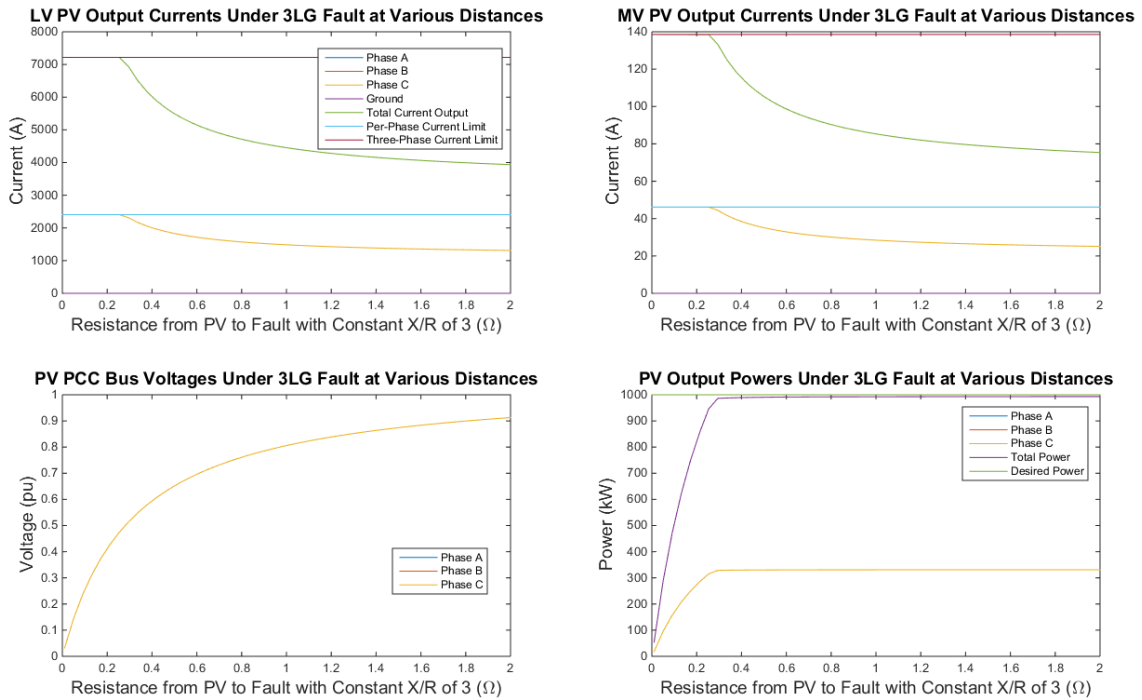 LV PV Output Currents Under 3LG Fault at Various Distances
8000
7000
6000
5000
4000
3000
2000
1000
0
Current (A)
Phase A
Phase B
Phase C
Ground
Total Current Output
Per-Phase Current Limit
Three-Phase Current Limit
0 0.2 0.4 0.6 0.8 1 1.2 1.4 1.6 1.8 2
Resistance from PV to Fault with Constant X/R of 3 (Ω)
MV PV Output Currents Under 3LG Fault at Various Distances
140
120
100
80
60
40
20
0
Current (A)
0 0.2 0.4 0.6 0.8 1 1.2 1.4 1.6 1.8 2
Resistance from PV to Fault with Constant X/R of 3 (Ω)
PV PCC Bus Voltages Under 3LG Fault at Various Distances
1
0.9
0.8
0.7
0.6
0.5
0.4
0.3
0.2
0.1
0
Voltage (pu)
Phase A
Phase B
Phase C
0 0.2 0.4 0.6 0.8 1 1.2 1.4 1.6 1.8 2
Resistance from PV to Fault with Constant X/R of 3 (Ω)
PV Output Powers Under 3LG Fault at Various Distances
1000
900
800
700
600
500
400
300
200
100
0
Power (kW)
Phase A
Phase B
Phase C
Total Power
Desired Power
0 0.2 0.4 0.6 0.8 1 1.2 1.4 1.6 1.8 2
Resistance from PV to Fault with Constant X/R of 3 (Ω)